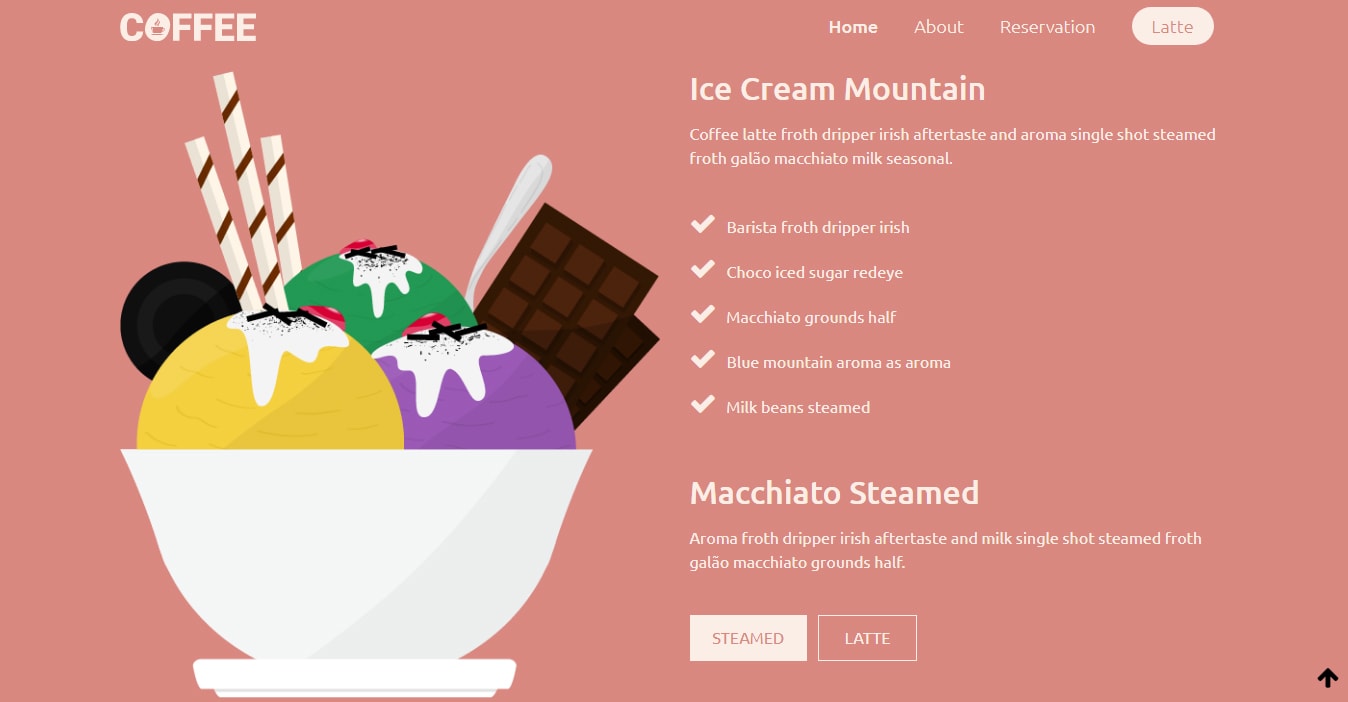 COFFEE
Home About Reservation Latte
Ice Cream Mountain
Coffee latte froth dripper irish aftertaste and aroma single shot steamed
froth galão macchiato milk seasonal.
Barista froth dripper irish
Choco iced sugar redeye
Macchiato grounds half
Blue mountain aroma as aroma
Milk beans steamed
Macchiato Steamed
Aroma froth dripper irish aftertaste and milk single shot steamed froth
galão macchiato grounds half.
STEAMED LATTE